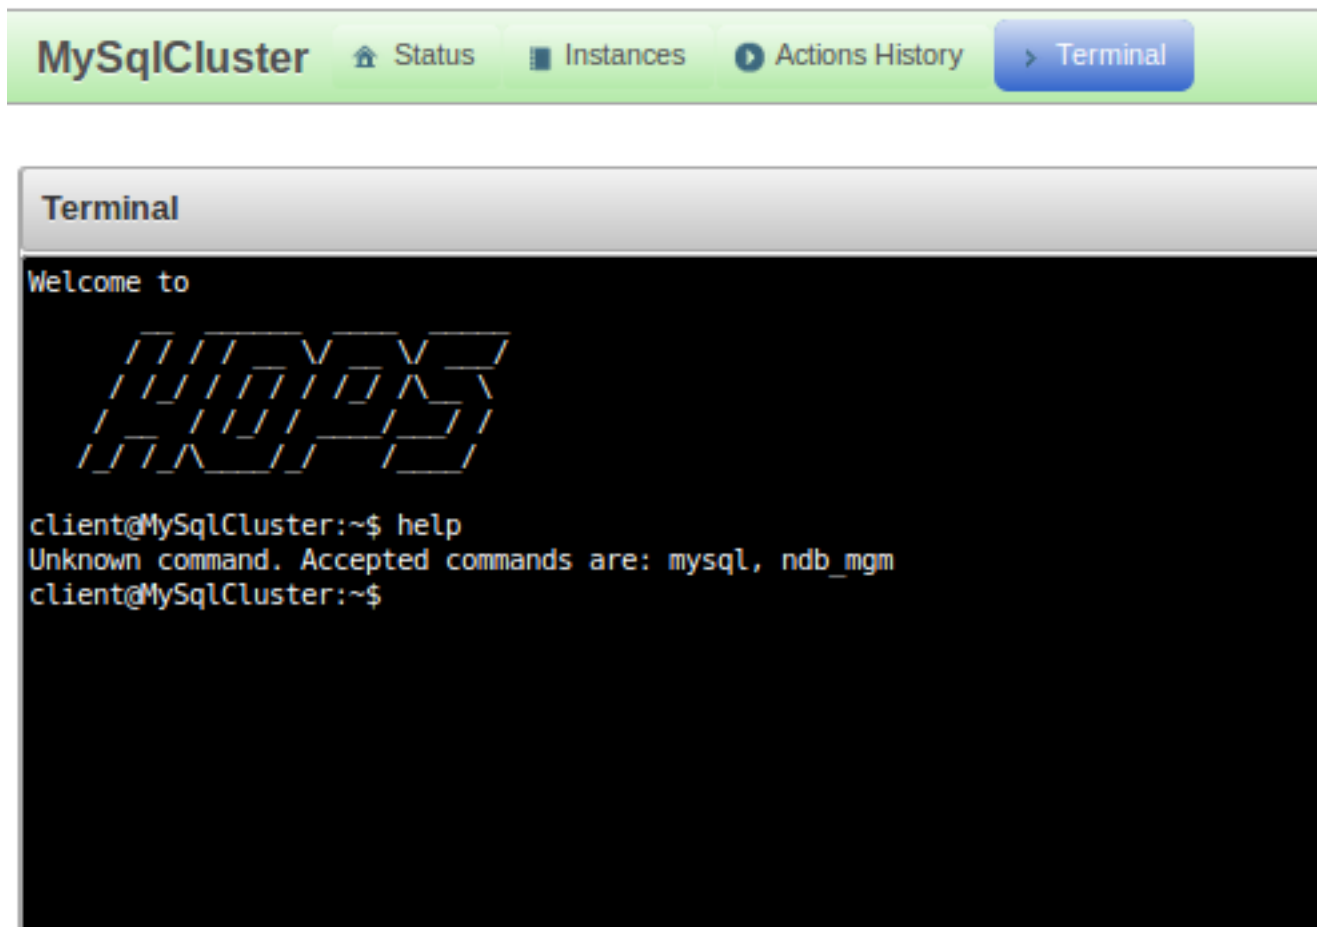 MySqlCluster Status Instances Actions History Terminal
Terminal
Welcome to
HOPS
client@MySqlCluster:~$ help
Unknown command. Accepted commands are: mysql, ndb_mgm
client@MySqlCluster:~$